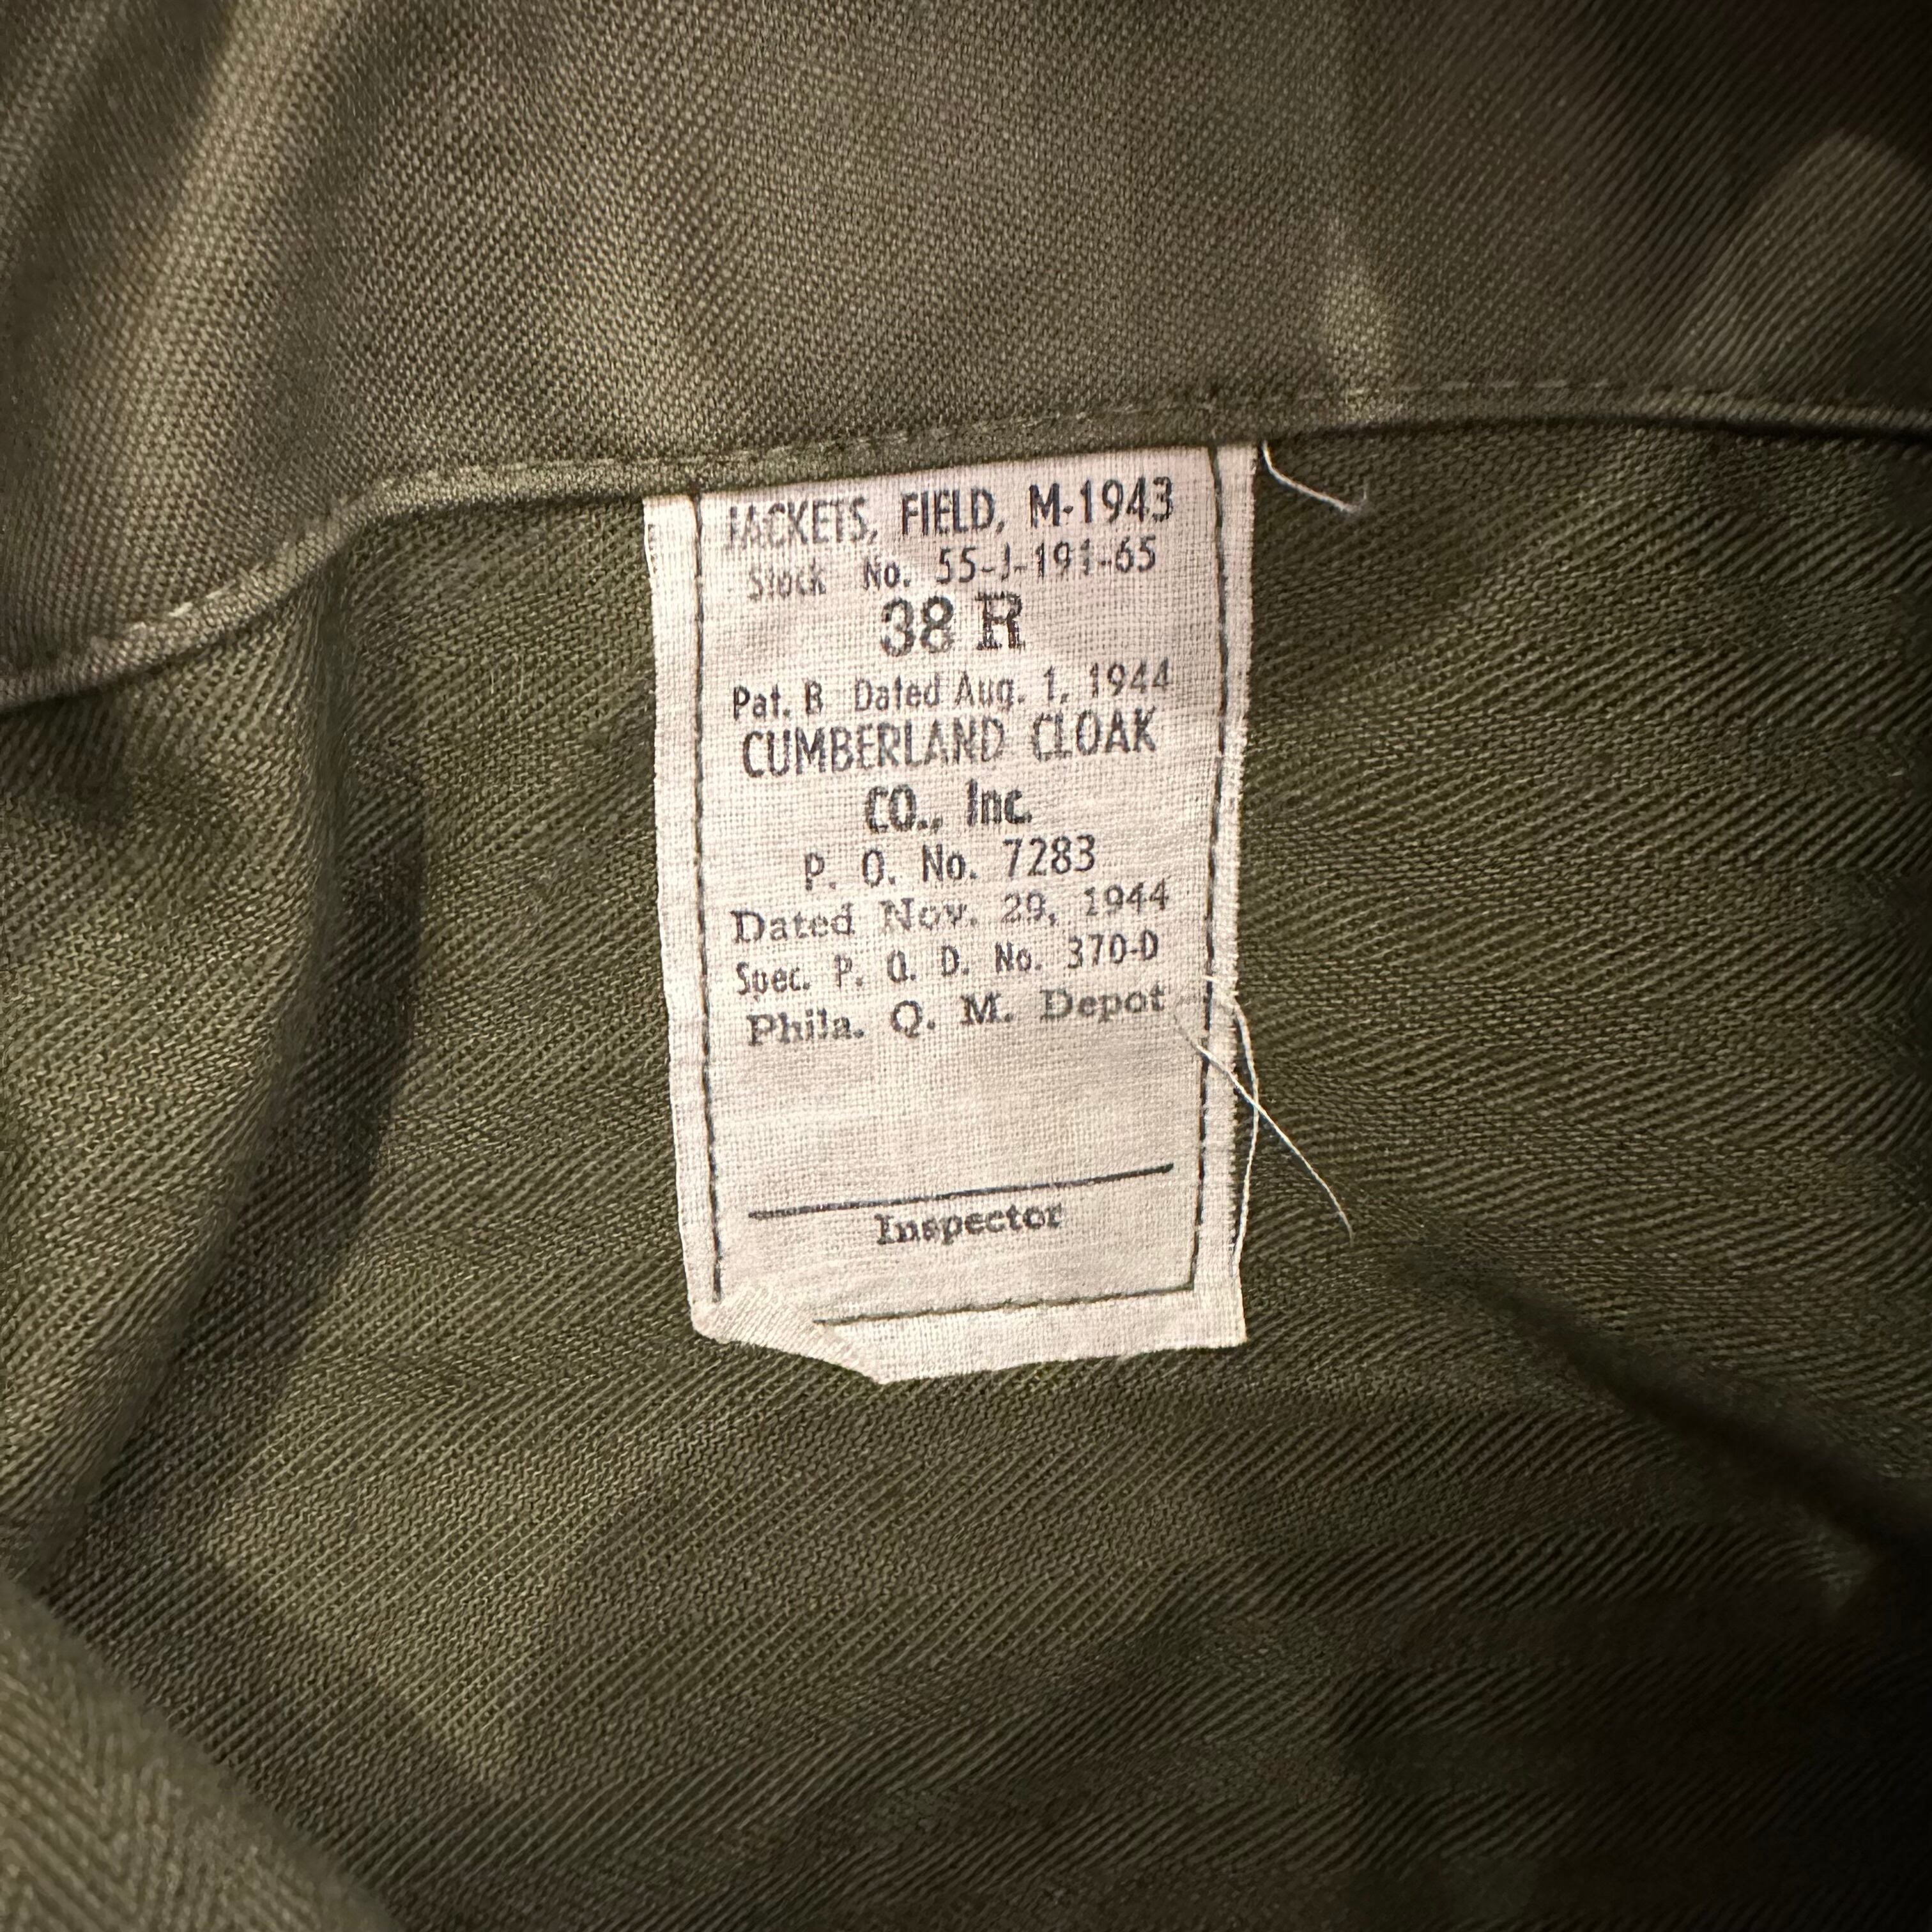 JACKETS, FIELD, M-1943
Stock No. 55-J-191-65
38 R
Pat. B Dated Aug. 1, 1944
CUMBERLAND CLOAK
CO., Inc.
P. O. No. 7283
Dated Nov. 29, 1944
Spec. P. Q. D. No. 370-D
Phila. Q. M. Depot
Inspector